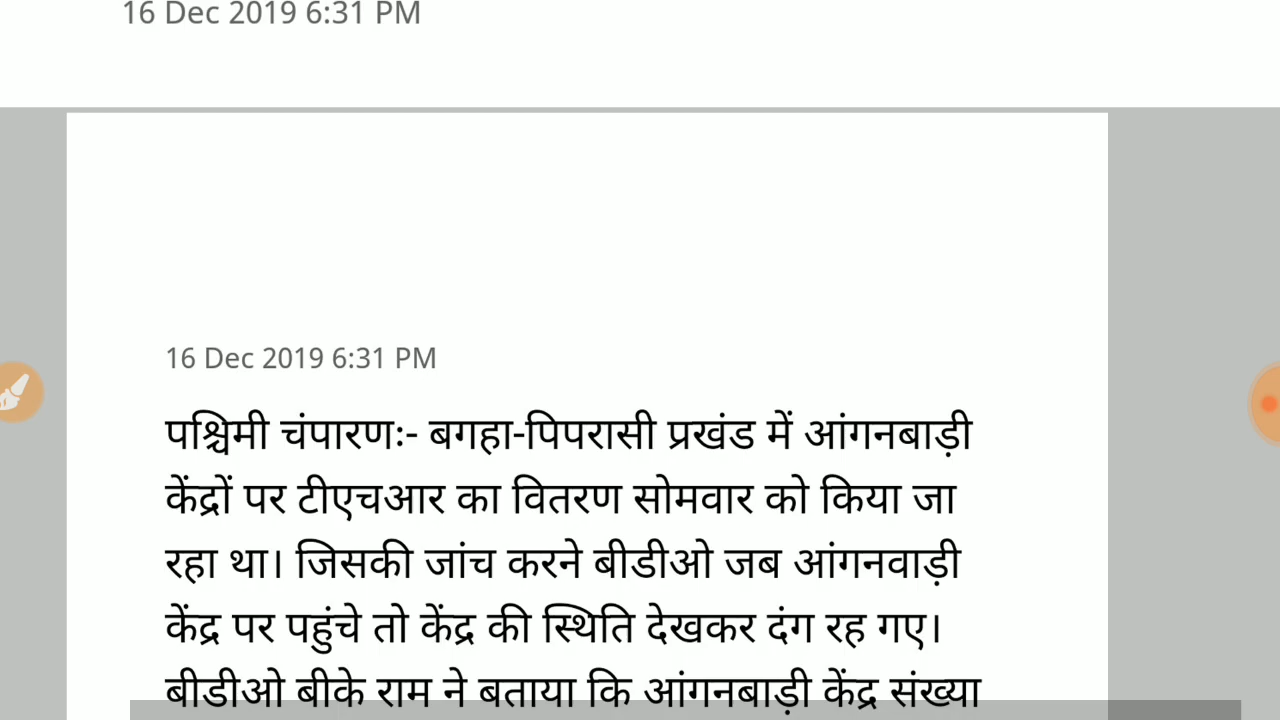 16 Dec 2019 6:31 PM
16 Dec 2019 6:31 PM
पश्चिमी चंपारणः- बगहा-पिपरासी प्रखंड में आंगनबाड़ी
केंद्रों पर टीएचआर का वितरण सोमवार को किया जा
रहा था। जिसकी जांच करने बीडीओ जब आंगनवाड़ी
केंद्र पर पहुंचे तो केंद्र की स्थिति देखकर दंग रह गए।
बीडीओ बीके राम ने बताया कि आंगनबाड़ी केंद्र संख्या